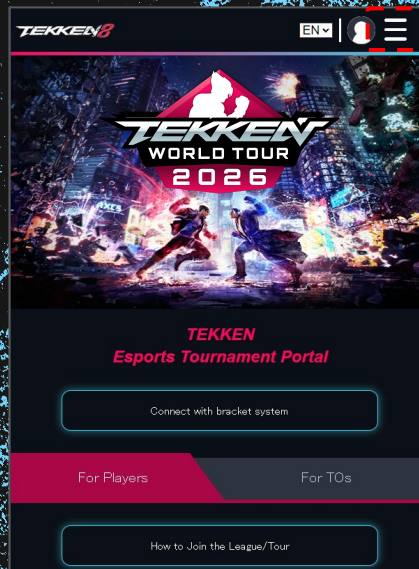 TEKKEN8
EN
TEKKEN
WORLD TOUR
2026
TEKKEN
Esports Tournament Portal
Connect with bracket system
For Players
For TOs
How to Join the League/Tour